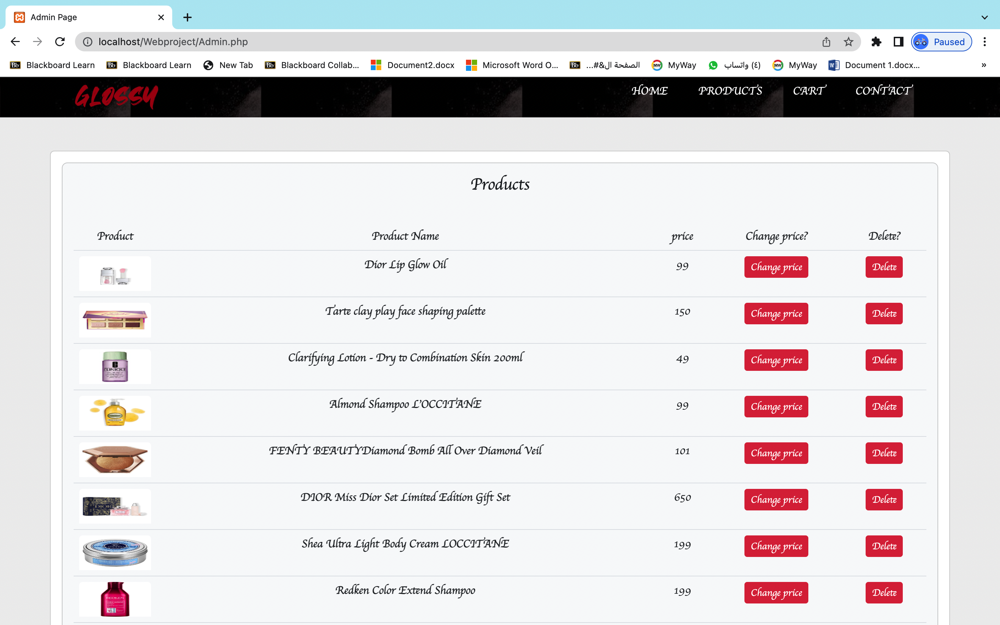 Admin Page
localhost/Webproject/Admin.php
Paused
Blackboard Learn
Blackboard Learn
New Tab
Blackboard Collab...
Document2.docx
Microsoft Word O...
الصفحة ال&#...
MyWay
(٤) واتساب
MyWay
Document 1.docx...
»
GLOSSY
HOME PRODUCTS CART CONTACT
Products
Product Product Name price Change price? Delete?
Dior Lip Glow Oil 99 Change price Delete
Tarte clay play face shaping palette 150 Change price Delete
Clarifying Lotion - Dry to Combination Skin 200ml 49 Change price Delete
CLINIQUE
Almond Shampoo L'OCCITANE 99 Change price Delete
FENTY BEAUTYDiamond Bomb All Over Diamond Veil 101 Change price Delete
DIOR Miss Dior Set Limited Edition Gift Set 650 Change price Delete
DIOR
Shea Ultra Light Body Cream LOCCITANE 199 Change price Delete
Redken Color Extend Shampoo 199 Change price Delete
REDKEN